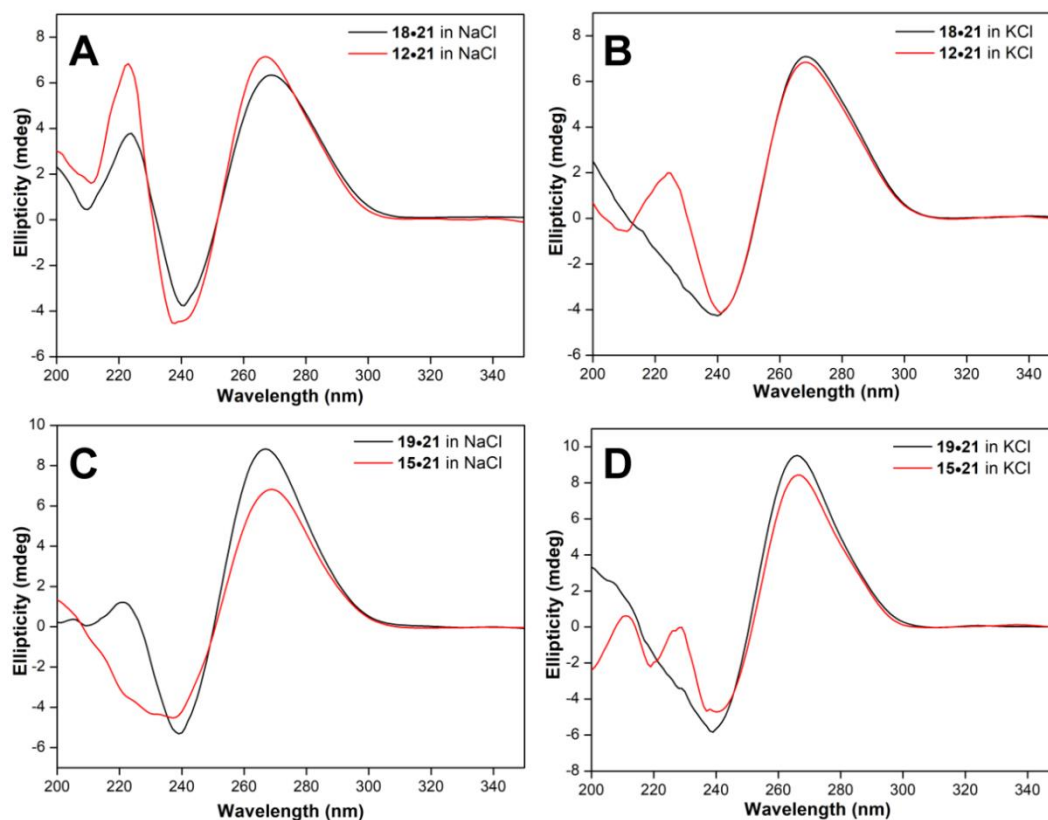 A
18•21 in NaCl
12•21 in NaCl
Ellipticity (mdeg)
8
6
4
2
0
-2
-4
-6
200 220 240 260 280 300 320 340
Wavelength (nm)
B
18•21 in KCl
12•21 in KCl
Ellipticity (mdeg)
8
6
4
2
0
-2
-4
-6
200 220 240 260 280 300 320 340
Wavelength (nm)
C
19•21 in NaCl
15•21 in NaCl
Ellipticity (mdeg)
10
8
6
4
2
0
-2
-4
-6
200 220 240 260 280 300 320 340
Wavelength (nm)
D
19•21 in KCl
15•21 in KCl
Ellipticity (mdeg)
10
8
6
4
2
0
-2
-4
-6
-8
200 220 240 260 280 300 320 340
Wavelength (nm)